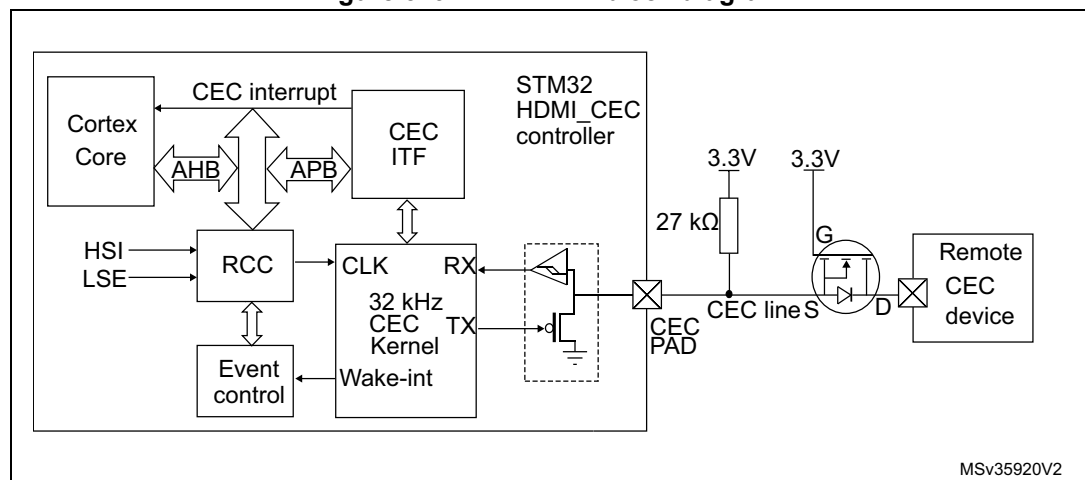 CEC interrupt
Cortex
Core
CEC
ITF
STM32
HDMI_CEC
controller
AHB
APB
3.3V
3.3V
27 kΩ
HSI
LSE
RCC
CLK
RX
32 kHz
CEC
Kernel
TX
G
Remote
CEC
device
CEC line
S
D
CEC
PAD
Event
control
Wake-int
MSv35920V2